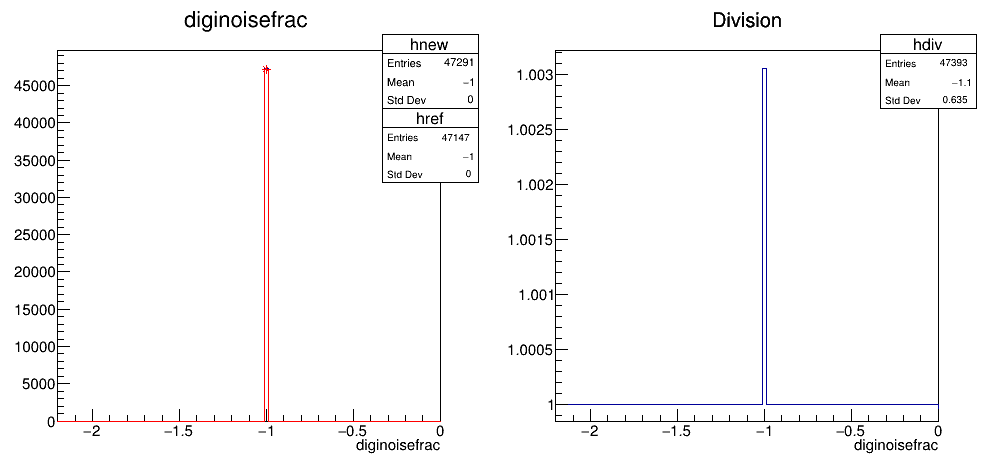 diginoisefrac
hnew
Entries 47291
Mean −1
Std Dev 0
href
Entries 47147
Mean −1
Std Dev 0
45000
40000
35000
30000
25000
20000
15000
10000
5000
0
−2 −1.5 −1 −0.5 0
diginoisefrac
Division
hdiv
Entries 47393
Mean −1.1
Std Dev 0.635
1.003
1.0025
1.002
1.0015
1.001
1.0005
1
−2 −1.5 −1 −0.5 0
diginoisefrac